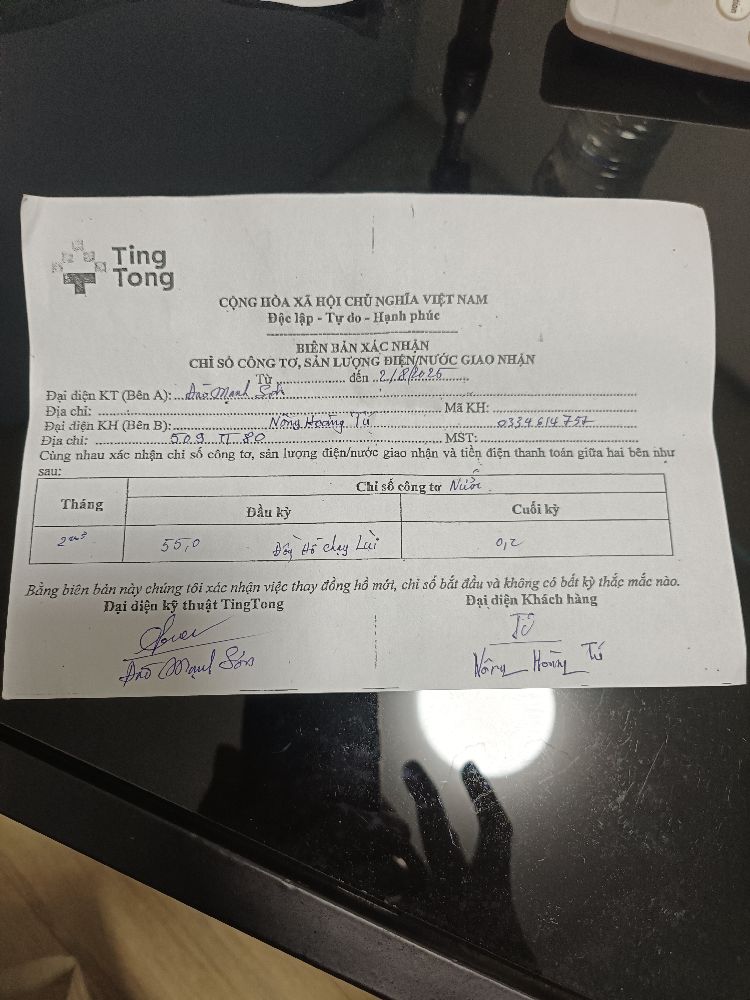 Ting
Tong
CỘNG HÒA XÃ HỘI CHỦ NGHĨA VIỆT NAM
Độc lập - Tự do - Hạnh phúc
BIÊN BẢN XÁC NHẬN
CHỈ SỐ CÔNG TƠ, SẢN LƯỢNG ĐIỆN/NƯỚC GIAO NHẬN
Từ ..................... đến ..2/8/2025.......
Đại diện KT (Bên A):...Đào Mạnh Sơn
Địa chỉ: ........................ Mã KH: ........................
Đại diện KH (Bên B): Nông Hoàng Tú 0334614757
Địa chỉ: ............ 509 80 ............ MST: ........................
Cùng nhau xác nhận chỉ số công tơ, sản lượng điện/nước giao nhận và tiền điện thanh toán giữa hai bên như
sau:
Tháng Chỉ số công tơ Nước
Đầu kỳ Cuối kỳ
55,0 Đồng Hồ chạy Lùi 0,2
Bằng biên bản này chúng tôi xác nhận việc thay đồng hồ mới, chỉ số bắt đầu và không có bất kỳ thắc mắc nào.
Đại diện kỹ thuật TingTong Đại diện Khách hàng
Tú
Đào Mạnh Sơn Nông Hoàng Tú